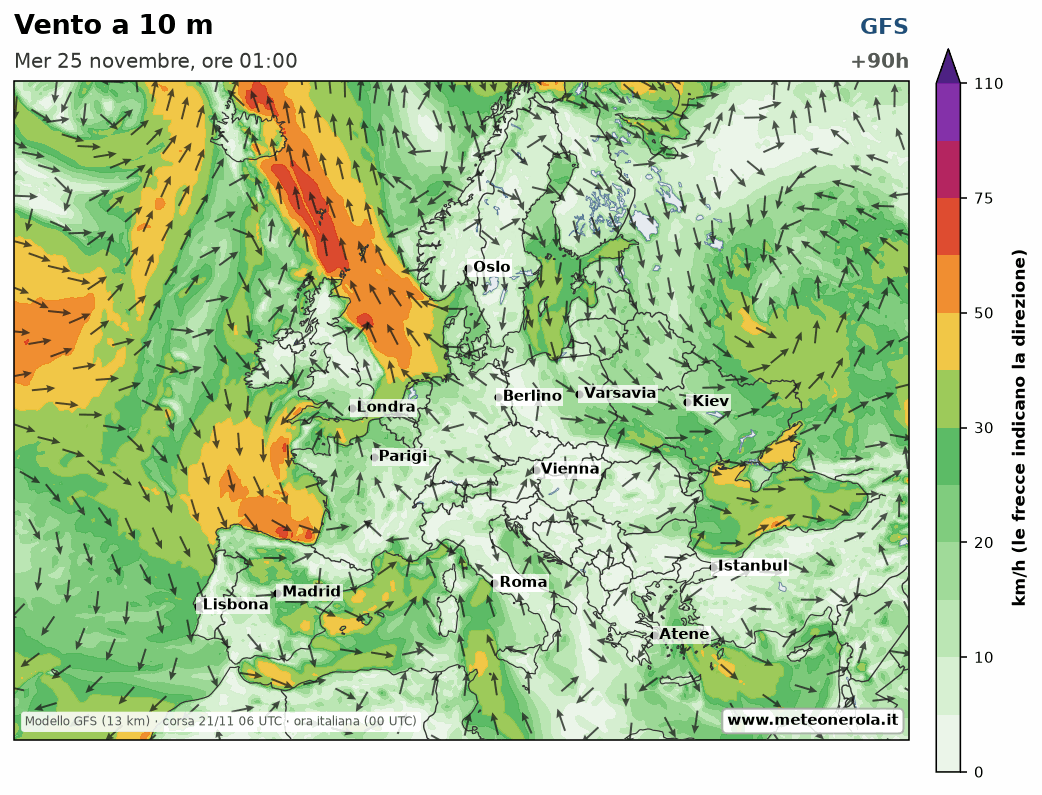 Vento a 10 m
GFS
Mer 25 novembre, ore 01:00
+90h
110
75
50
30
20
10
0
km/h (le frecce indicano la direzione)
Oslo
Berlino
Varsavia
Kiev
Londra
Parigi
Vienna
Istanbul
Roma
Madrid
Lisbona
Atene
Modello GFS (13 km) · corsa 21/11 06 UTC · ora italiana (00 UTC)
www.meteonerola.it